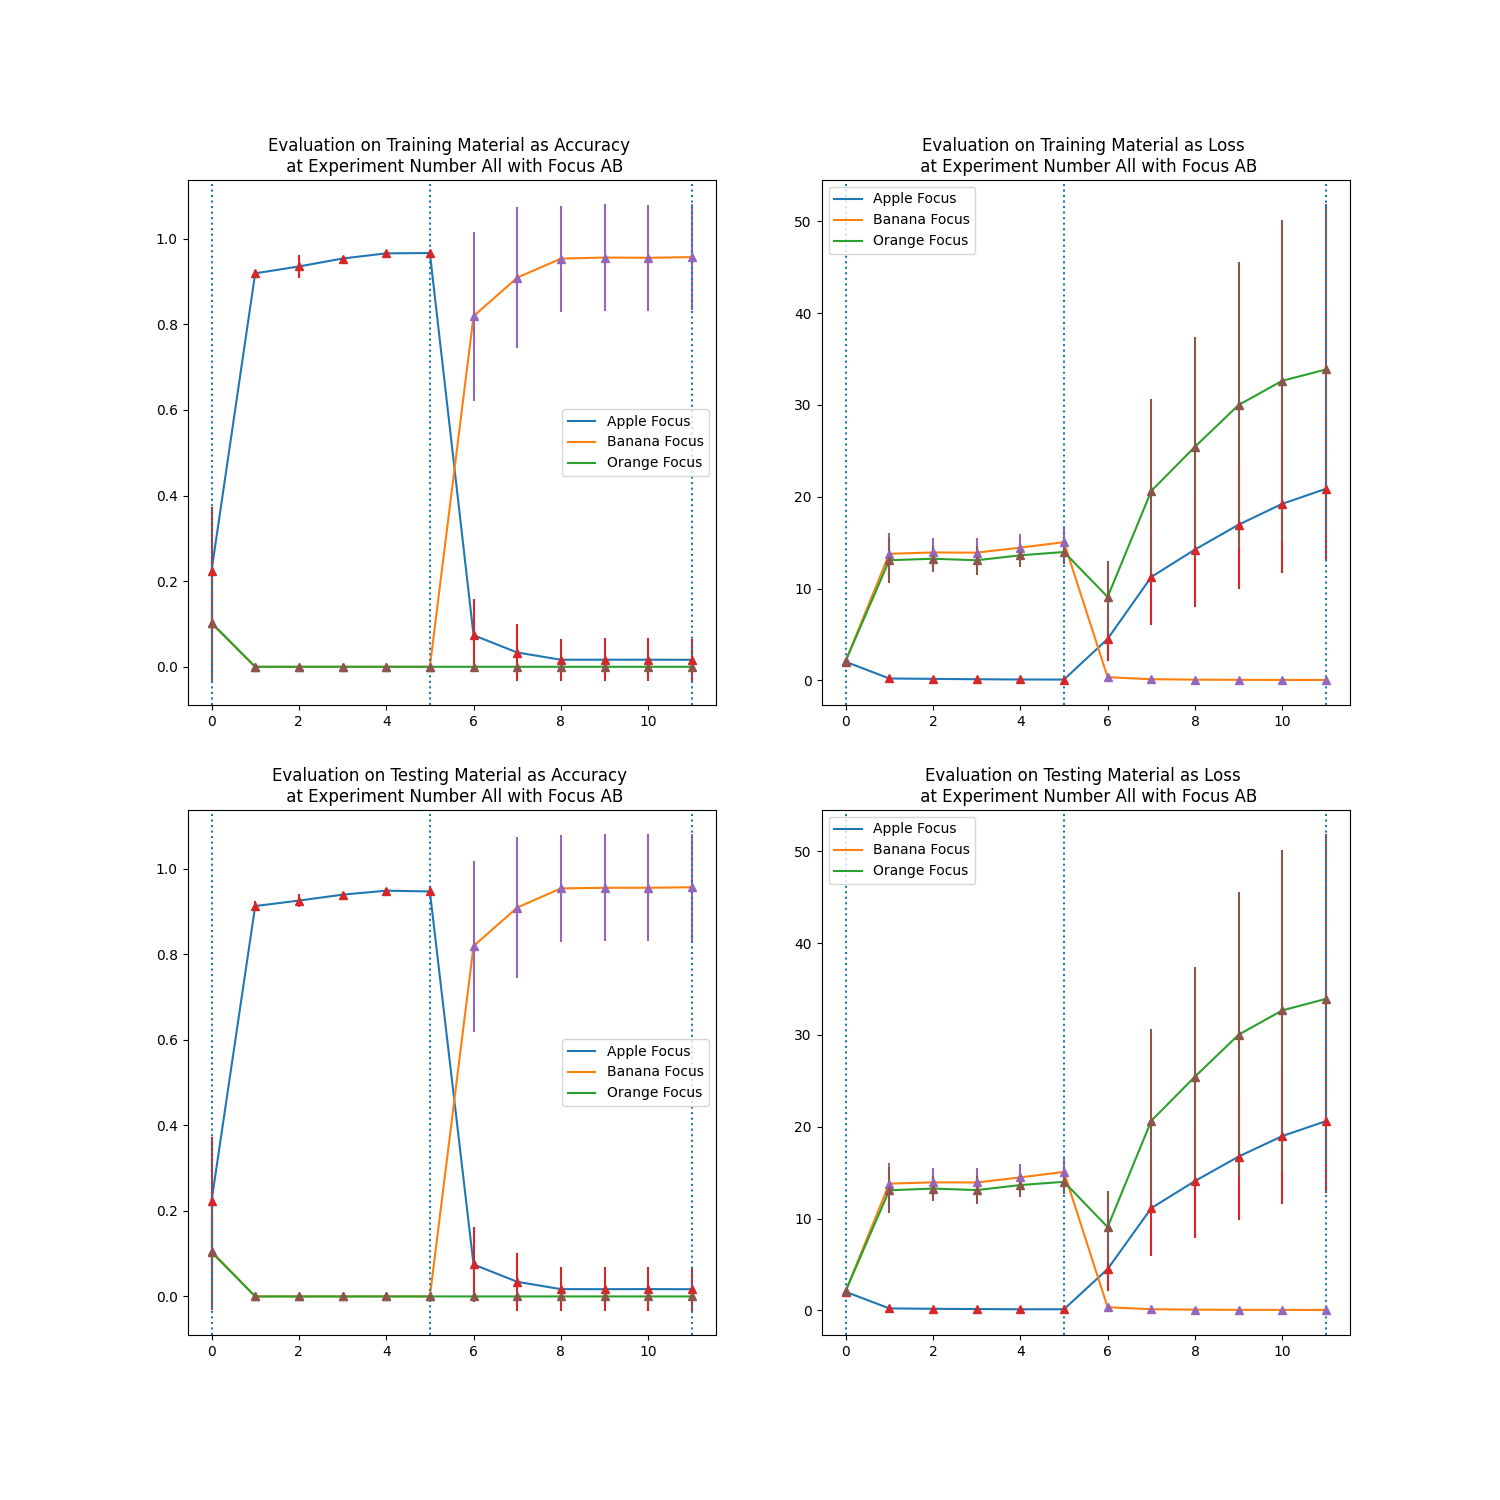 Evaluation on Training Material as Accuracy
at Experiment Number All with Focus AB
1.0
0.8
0.6
0.4
0.2
0.0
Apple Focus
Banana Focus
Orange Focus
0 2 4 6 8 10
Evaluation on Training Material as Loss
at Experiment Number All with Focus AB
Apple Focus
Banana Focus
Orange Focus
50
40
30
20
10
0
0 2 4 6 8 10
Evaluation on Testing Material as Accuracy
at Experiment Number All with Focus AB
1.0
0.8
0.6
0.4
0.2
0.0
Apple Focus
Banana Focus
Orange Focus
0 2 4 6 8 10
Evaluation on Testing Material as Loss
at Experiment Number All with Focus AB
Apple Focus
Banana Focus
Orange Focus
50
40
30
20
10
0
0 2 4 6 8 10